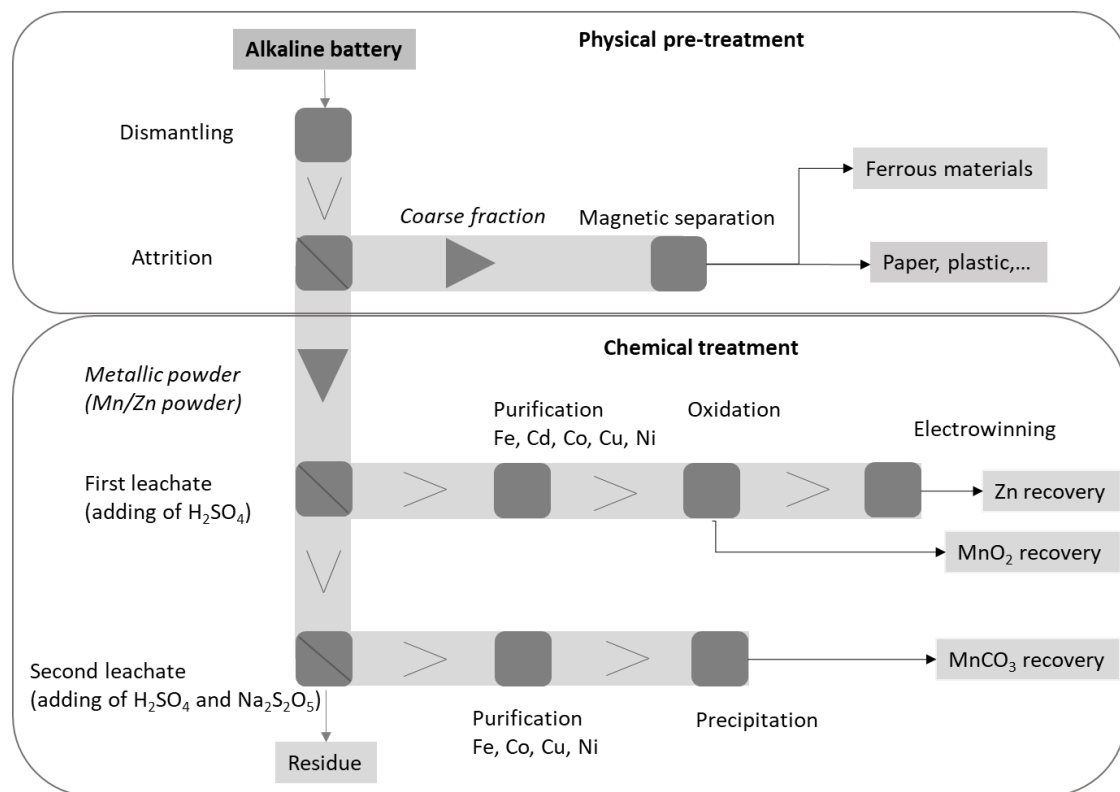 Physical pre-treatment
Alkaline battery
Dismantling
Ferrous materials
Coarse fraction
Magnetic separation
Attrition
Paper, plastic,...
Chemical treatment
Metallic powder
(Mn/Zn powder)
Purification
Fe, Cd, Co, Cu, Ni
Oxidation
Electrowinning
First leachate
(adding of H₂SO₄)
Zn recovery
MnO₂ recovery
Second leachate
(adding of H₂SO₄ and Na₂S₂O₅)
MnCO₃ recovery
Purification
Fe, Co, Cu, Ni
Precipitation
Residue